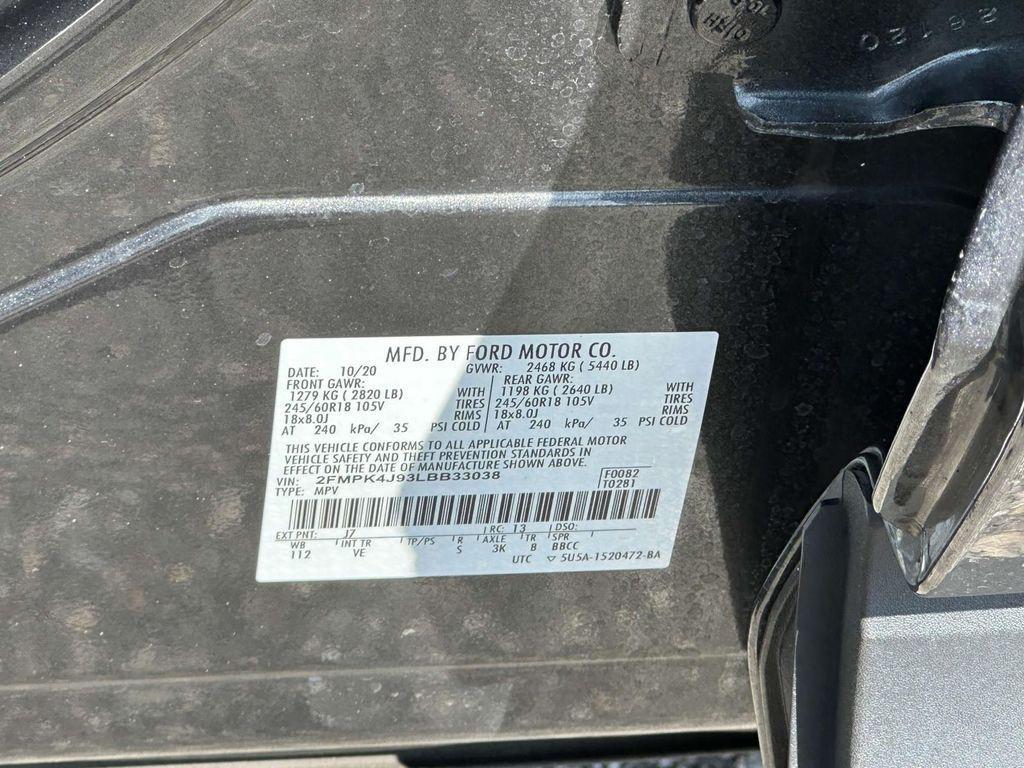 28120
MFD. BY FORD MOTOR CO.
DATE: 10/20 GVWR: 2468 KG ( 5440 LB)
FRONT GAWR: REAR GAWR:
1279 KG ( 2820 LB) WITH 1198 KG ( 2640 LB) WITH
245/60R18 105V TIRES 245/60R18 105V TIRES
18x8.0J RIMS 18x8.0J RIMS
AT 240 kPa/ 35 PSI COLD AT 240 kPa/ 35 PSI COLD
THIS VEHICLE CONFORMS TO ALL APPLICABLE FEDERAL MOTOR
VEHICLE SAFETY AND THEFT PREVENTION STANDARDS IN
EFFECT ON THE DATE OF MANUFACTURE SHOWN ABOVE.
VIN: 2FMPK4J93LBB33038 F0082
TYPE: MPV T0281
EXT PNT: J7 RC: 13 DSO:
WB INT TR TP/PS R AXLE TR SPR
112 VE S 3K B BBCC
UTC ▽ 5U5A-1520472-BA